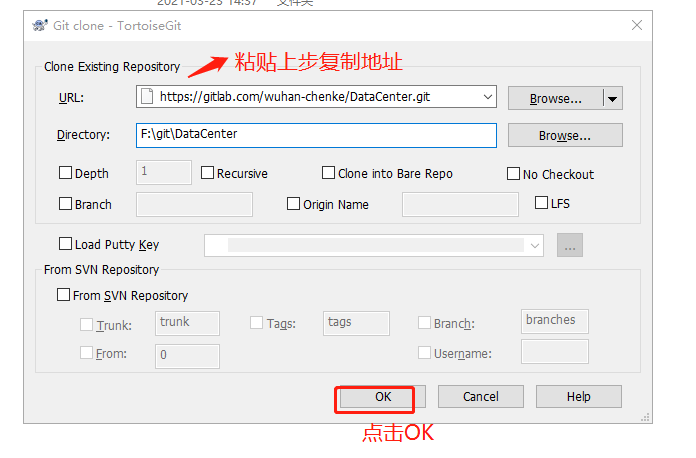 2021-03-23 14:37 文件夹
Git clone - TortoiseGit
Clone Existing Repository
粘贴上步复制地址
URL: https://gitlab.com/wuhan-chenke/DataCenter.git Browse...
Directory: F:\git\DataCenter Browse...
Depth 1 Recursive Clone into Bare Repo No Checkout
Branch Origin Name LFS
Load Putty Key ...
From SVN Repository
From SVN Repository
Trunk: trunk Tags: tags Branch: branches
From: 0 Username:
OK Cancel Help
点击OK